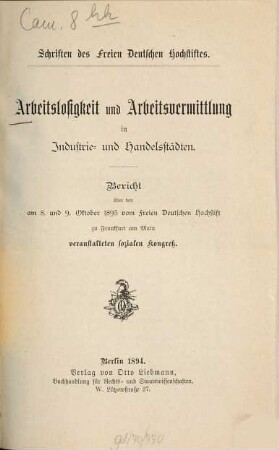 Cam. 8
Schriften des Freien Deutschen Hochstiftes.
Arbeitslosigkeit und Arbeitsvermittlung
in
Industrie- und Handelsstädten.
Bericht
über den
am 8. und 9. Oktober 1893 vom Freien Deutschen Hochstift
zu Frankfurt am Main
veranstalteten sozialen Kongreß.
Berlin 1894.
Verlag von Otto Liebmann,
Buchhandlung für Rechts- und Staatswissenschaften.
W. Lützowstraße 27.